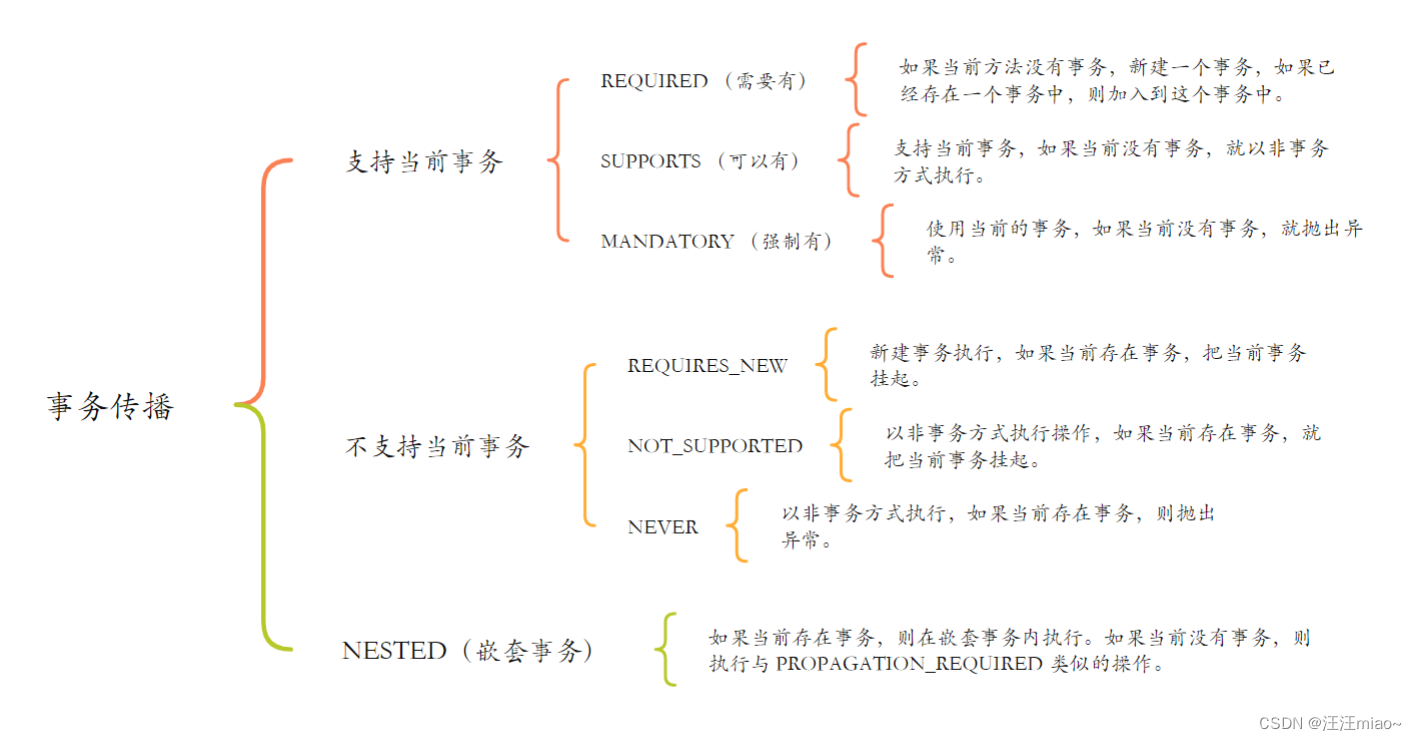 事务传播
支持当前事务
REQUIRED（需要有）
如果当前方法没有事务，新建一个事务，如果已
经存在一个事务中，则加入到这个事务中。
SUPPORTS（可以有）
支持当前事务，如果当前没有事务，就以非事务
方式执行。
MANDATORY（强制有）
使用当前的事务，如果当前没有事务，就抛出异
常。
不支持当前事务
REQUIRES_NEW
新建事务执行，如果当前存在事务，把当前事务
挂起。
NOT_SUPPORTED
以非事务方式执行操作，如果当前存在事务，就
把当前事务挂起。
NEVER
以非事务方式执行，如果当前存在事务，则抛出
异常。
NESTED（嵌套事务）
如果当前存在事务，则在嵌套事务内执行。如果当前没有事务，则
执行与 PROPAGATION_REQUIRED 类似的操作。
CSDN @汪汪miao~